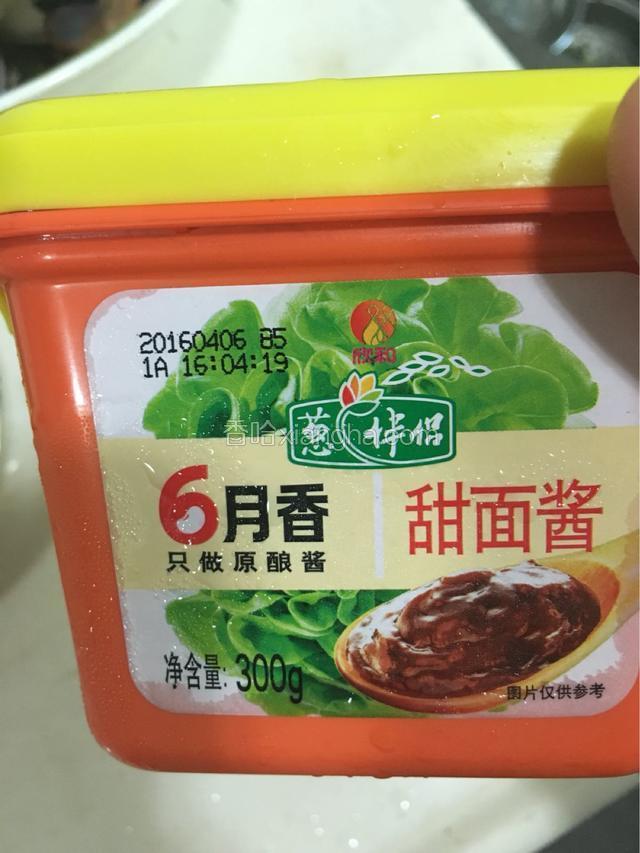 20160406 B5
1A 16:04:19
欣和
葱伴侣
香哈xiangha.com
6月香
只做原酿酱
甜面酱
净含量: 300g
图片仅供参考